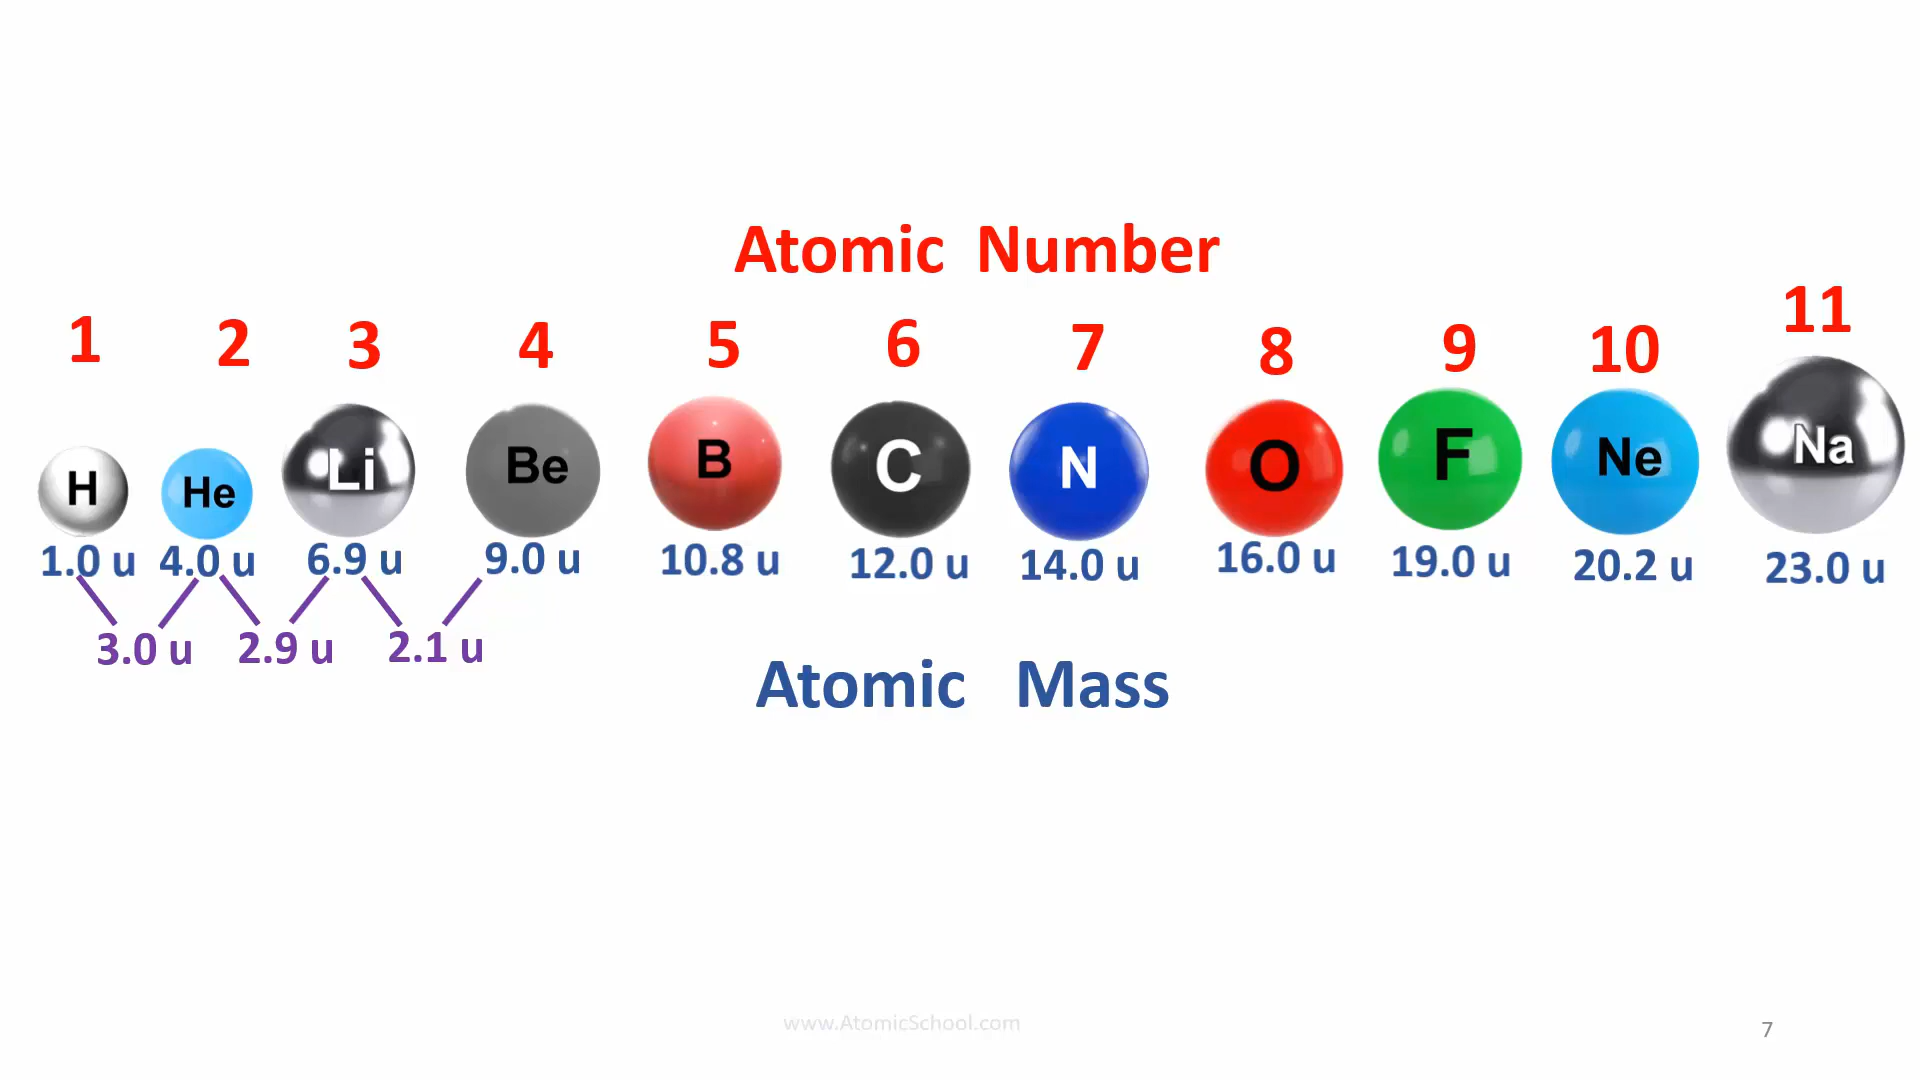 Atomic Number
1 2 3 4 5 6 7 8 9 10 11
H He Li Be B C N O F Ne Na
1.0 u 4.0 u 6.9 u 9.0 u 10.8 u 12.0 u 14.0 u 16.0 u 19.0 u 20.2 u 23.0 u
3.0 u 2.9 u 2.1 u
Atomic Mass
www.AtomicSchool.com
7